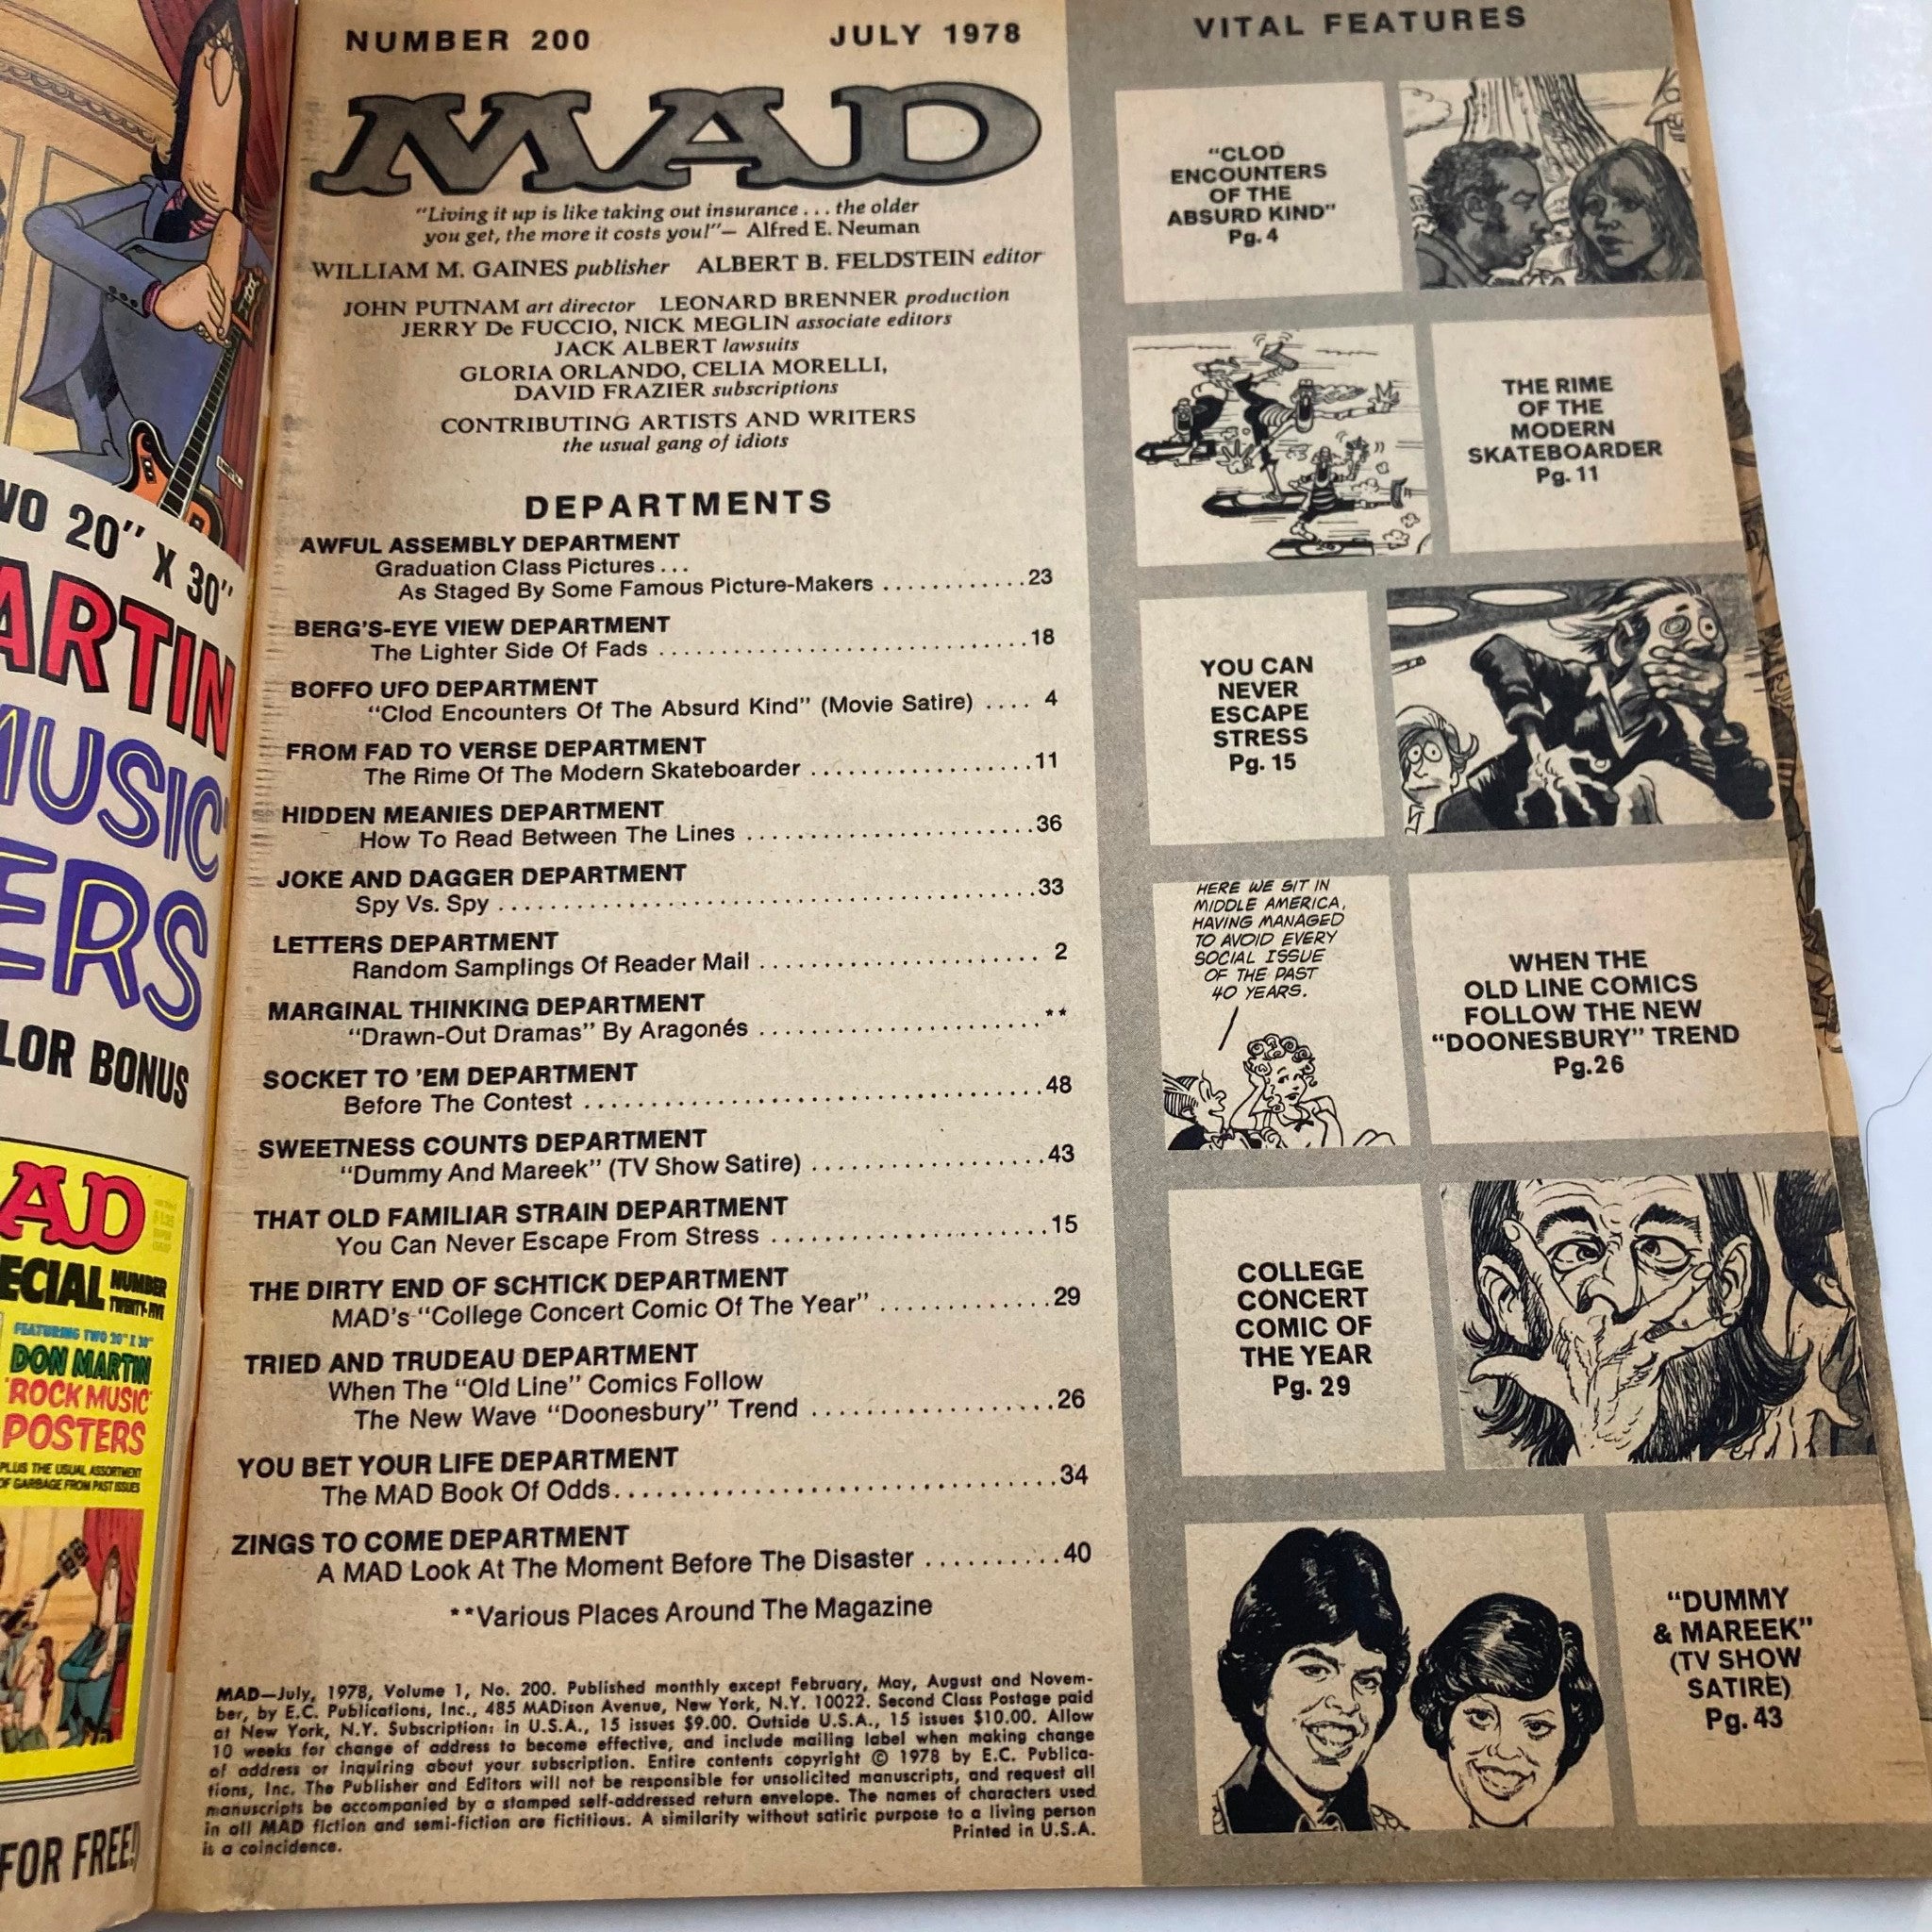 NUMBER 200 JULY 1978
MAD
"Living it up is like taking out insurance . . . the older
you get, the more it costs you!"— Alfred E. Neuman
WILLIAM M. GAINES publisher ALBERT B. FELDSTEIN editor
JOHN PUTNAM art director LEONARD BRENNER production
JERRY De FUCCIO, NICK MEGLIN associate editors
JACK ALBERT lawsuits
GLORIA ORLANDO, CELIA MORELLI,
DAVID FRAZIER subscriptions
CONTRIBUTING ARTISTS AND WRITERS
the usual gang of idiots
DEPARTMENTS
AWFUL ASSEMBLY DEPARTMENT
Graduation Class Pictures . . .
As Staged By Some Famous Picture-Makers ............23
BERG'S-EYE VIEW DEPARTMENT
The Lighter Side Of Fads ..............................18
BOFFO UFO DEPARTMENT
"Clod Encounters Of The Absurd Kind" (Movie Satire) .... 4
FROM FAD TO VERSE DEPARTMENT
The Rime Of The Modern Skateboarder ..................11
HIDDEN MEANIES DEPARTMENT
How To Read Between The Lines .......................36
JOKE AND DAGGER DEPARTMENT
Spy Vs. Spy ...........................................33
LETTERS DEPARTMENT
Random Samplings Of Reader Mail ...................... 2
MARGINAL THINKING DEPARTMENT
"Drawn-Out Dramas" By Aragonés ......................**
SOCKET TO 'EM DEPARTMENT
Before The Contest .....................................48
SWEETNESS COUNTS DEPARTMENT
"Dummy And Mareek" (TV Show Satire) ..................43
THAT OLD FAMILIAR STRAIN DEPARTMENT
You Can Never Escape From Stress .....................15
THE DIRTY END OF SCHTICK DEPARTMENT
MAD's "College Concert Comic Of The Year" .............29
TRIED AND TRUDEAU DEPARTMENT
When The "Old Line" Comics Follow
The New Wave "Doonesbury" Trend ..................26
YOU BET YOUR LIFE DEPARTMENT
The MAD Book Of Odds.................................34
ZINGS TO COME DEPARTMENT
A MAD Look At The Moment Before The Disaster ..........40
**Various Places Around The Magazine
MAD—July, 1978, Volume 1, No. 200. Published monthly except February, May, August and Novem-
ber, by E.C. Publications, Inc., 485 MADison Avenue, New York, N.Y. 10022. Second Class Postage paid
at New York, N.Y. Subscription: in U.S.A., 15 issues $9.00. Outside U.S.A., 15 issues $10.00. Allow
10 weeks for change of address to become effective, and include mailing label when making change
of address or inquiring about your subscription. Entire contents copyright © 1978 by E.C. Publica-
tions, Inc. The Publisher and Editors will not be responsible for unsolicited manuscripts, and request all
manuscripts be accompanied by a stamped self-addressed return envelope. The names of characters used
in all MAD fiction and semi-fiction are fictitious. A similarity without satiric purpose to a living person
is a coincidence. Printed in U.S.A.
VITAL FEATURES
"CLOD
ENCOUNTERS
OF THE
ABSURD KIND"
Pg. 4
THE RIME
OF THE
MODERN
SKATEBOARDER
Pg. 11
YOU CAN
NEVER
ESCAPE
STRESS
Pg. 15
HERE WE SIT IN
MIDDLE AMERICA,
HAVING MANAGED
TO AVOID EVERY
SOCIAL ISSUE
OF THE PAST
40 YEARS.
WHEN THE
OLD LINE COMICS
FOLLOW THE NEW
"DOONESBURY" TREND
Pg.26
COLLEGE
CONCERT
COMIC OF
THE YEAR
Pg. 29
"DUMMY
& MAREEK"
(TV SHOW
SATIRE)
Pg. 43
WO 20" X 30"
ARTIN
MUSIC
ERS
LOR BONUS
AD
ECIAL NUMBER
TWENTY-FIVE
FEATURING TWO 20" X 30"
DON MARTIN
'ROCK MUSIC'
POSTERS
PLUS THE USUAL ASSORTMENT
OF GARBAGE FROM PAST ISSUES
FOR FREE!)